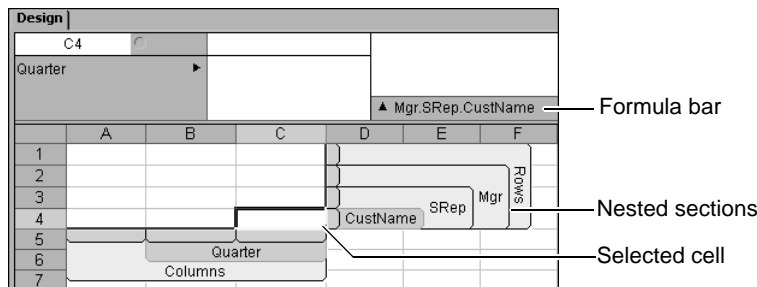 Design
C4
Quarter
Mgr.SRep.CustName
Formula bar
A B C D E F
1
2
3
4
5
6
7
Rows
Mgr
SRep
CustName
Nested sections
Selected cell
Quarter
Columns